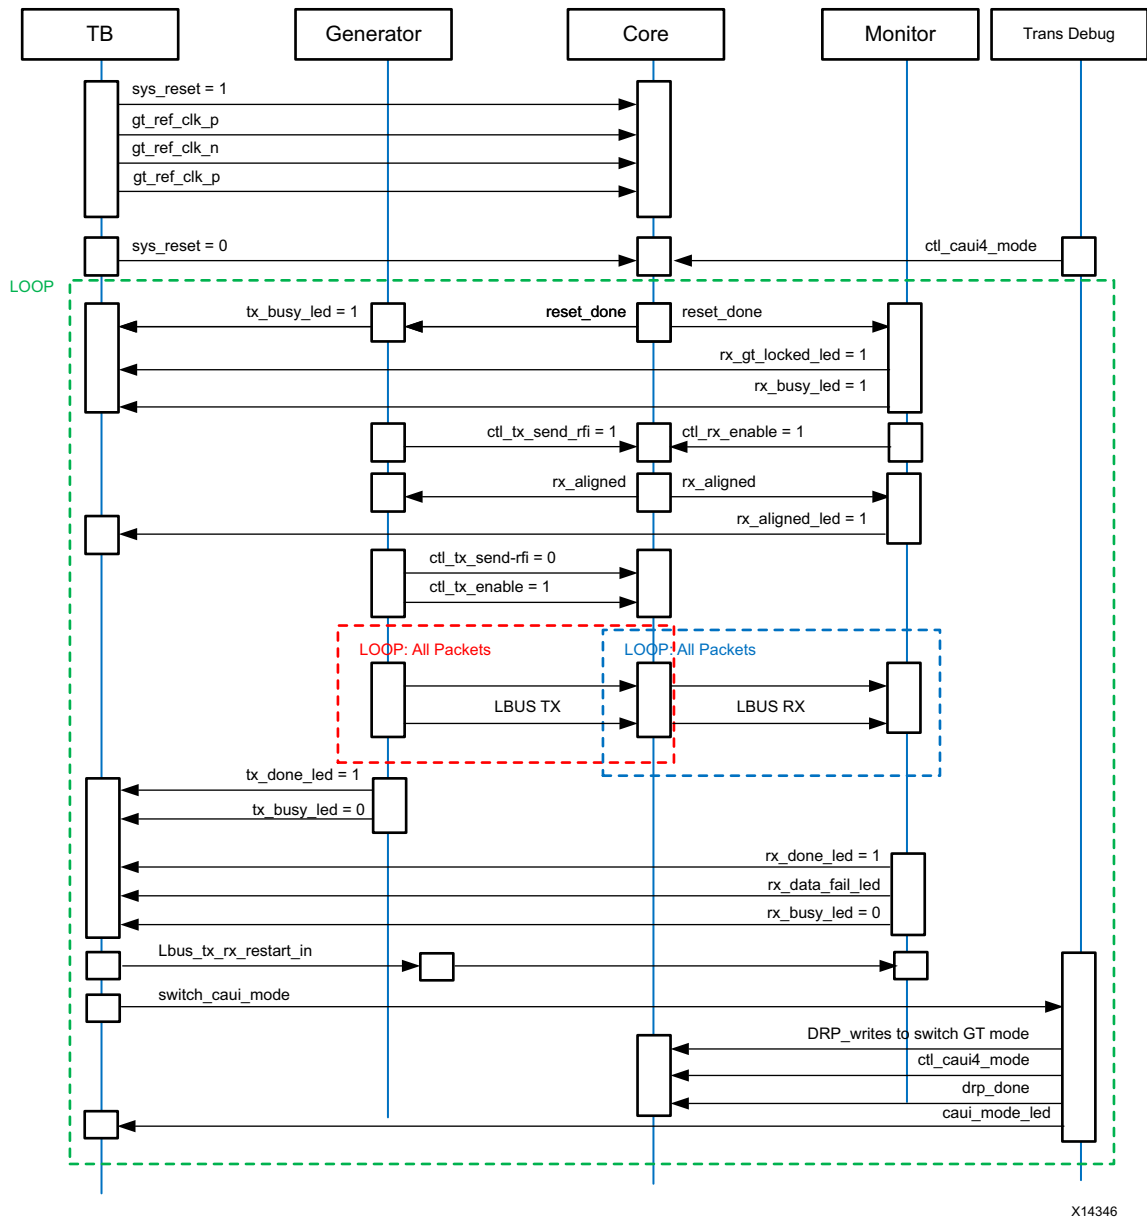 TB
Generator
Core
Monitor
Trans Debug
sys_reset = 1
gt_ref_clk_p
gt_ref_clk_n
gt_ref_clk_p
sys_reset = 0
ctl_caui4_mode
LOOP
tx_busy_led = 1
reset_done
reset_done
rx_gt_locked_led = 1
rx_busy_led = 1
ctl_tx_send_rfi = 1
ctl_rx_enable = 1
rx_aligned
rx_aligned
rx_aligned_led = 1
ctl_tx_send-rfi = 0
ctl_tx_enable = 1
LOOP: All Packets
LOOP: All Packets
LBUS TX
LBUS RX
tx_done_led = 1
tx_busy_led = 0
rx_done_led = 1
rx_data_fail_led
rx_busy_led = 0
Lbus_tx_rx_restart_in
switch_caui_mode
DRP_writes to switch GT mode
ctl_caui4_mode
drp_done
caui_mode_led
X14346